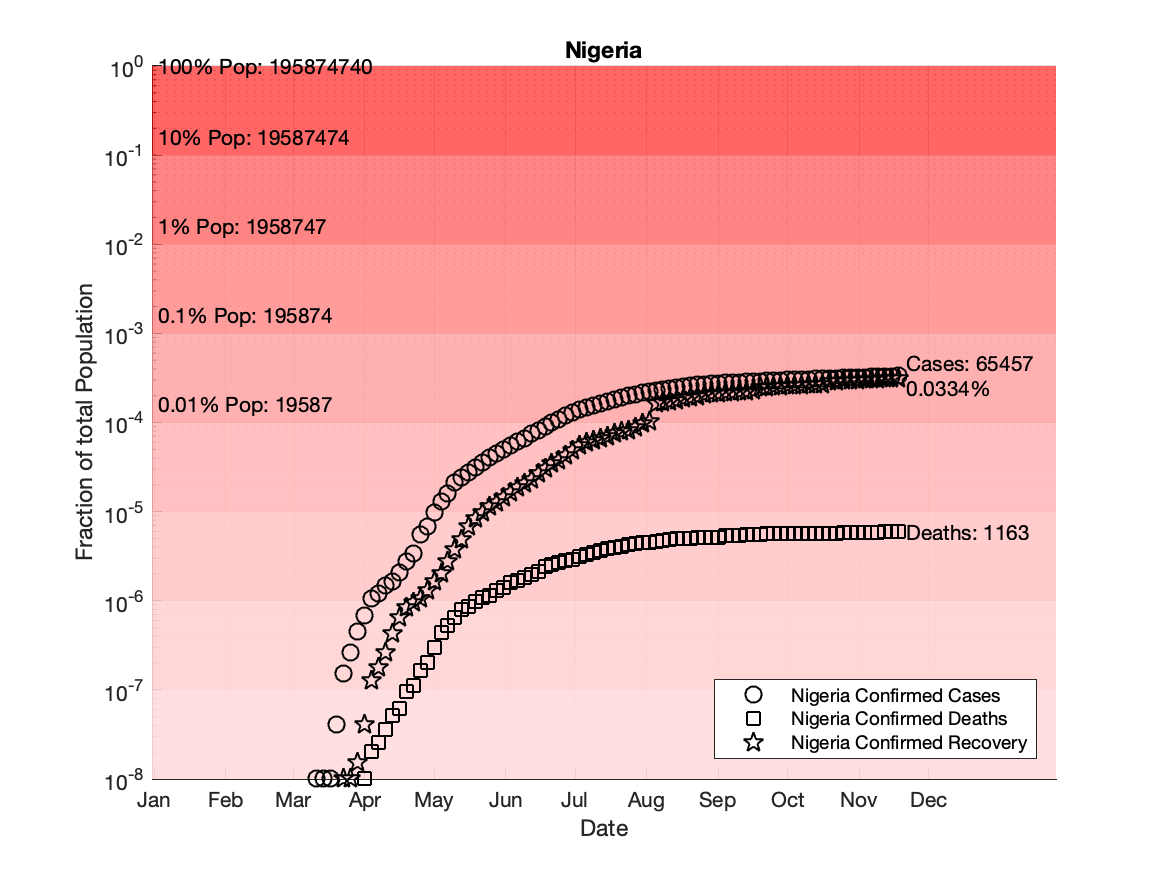 Nigeria
10^0
100% Pop: 195874740
10% Pop: 19587474
10^-1
1% Pop: 1958747
10^-2
0.1% Pop: 195874
10^-3
Cases: 65457
0.0334%
0.01% Pop: 19587
10^-4
10^-5
Deaths: 1163
10^-6
10^-7
10^-8
Fraction of total Population
Nigeria Confirmed Cases
Nigeria Confirmed Deaths
Nigeria Confirmed Recovery
Jan Feb Mar Apr May Jun Jul Aug Sep Oct Nov Dec
Date